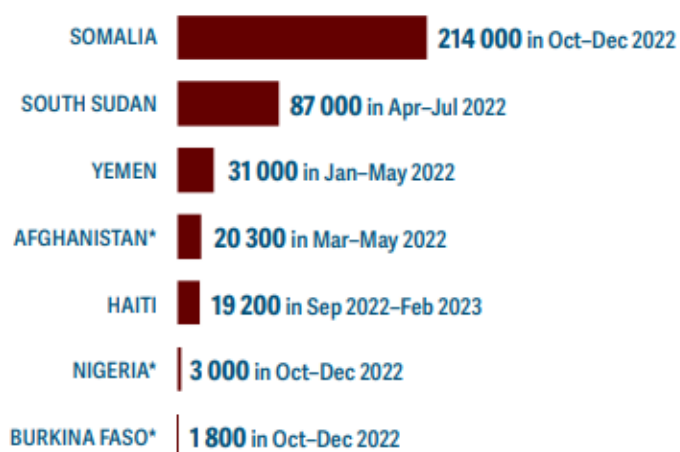 SOMALIA 214 000 in Oct–Dec 2022
SOUTH SUDAN 87 000 in Apr–Jul 2022
YEMEN 31 000 in Jan–May 2022
AFGHANISTAN* 20 300 in Mar–May 2022
HAITI 19 200 in Sep 2022–Feb 2023
NIGERIA* 3 000 in Oct–Dec 2022
BURKINA FASO* 1 800 in Oct–Dec 2022